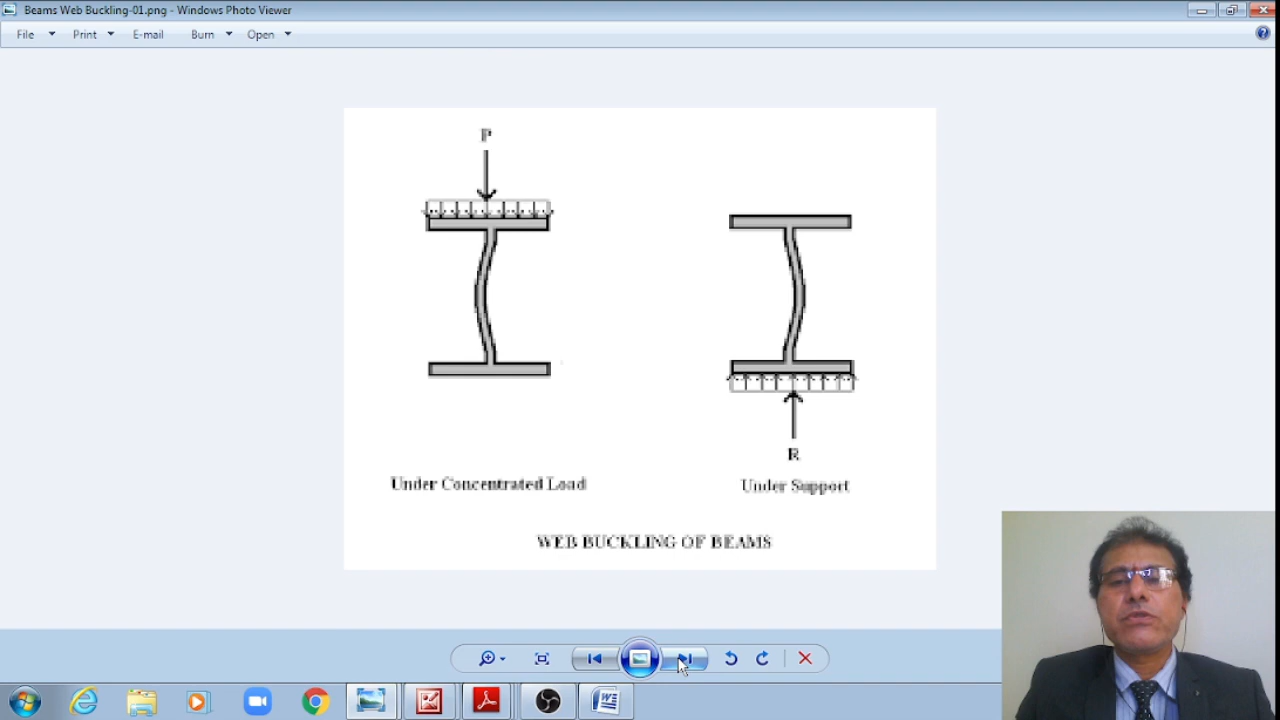 Beams Web Buckling-01.png - Windows Photo Viewer
File Print E-mail Burn Open
P
R
Under Concentrated Load
Under Support
WEB BUCKLING OF BEAMS